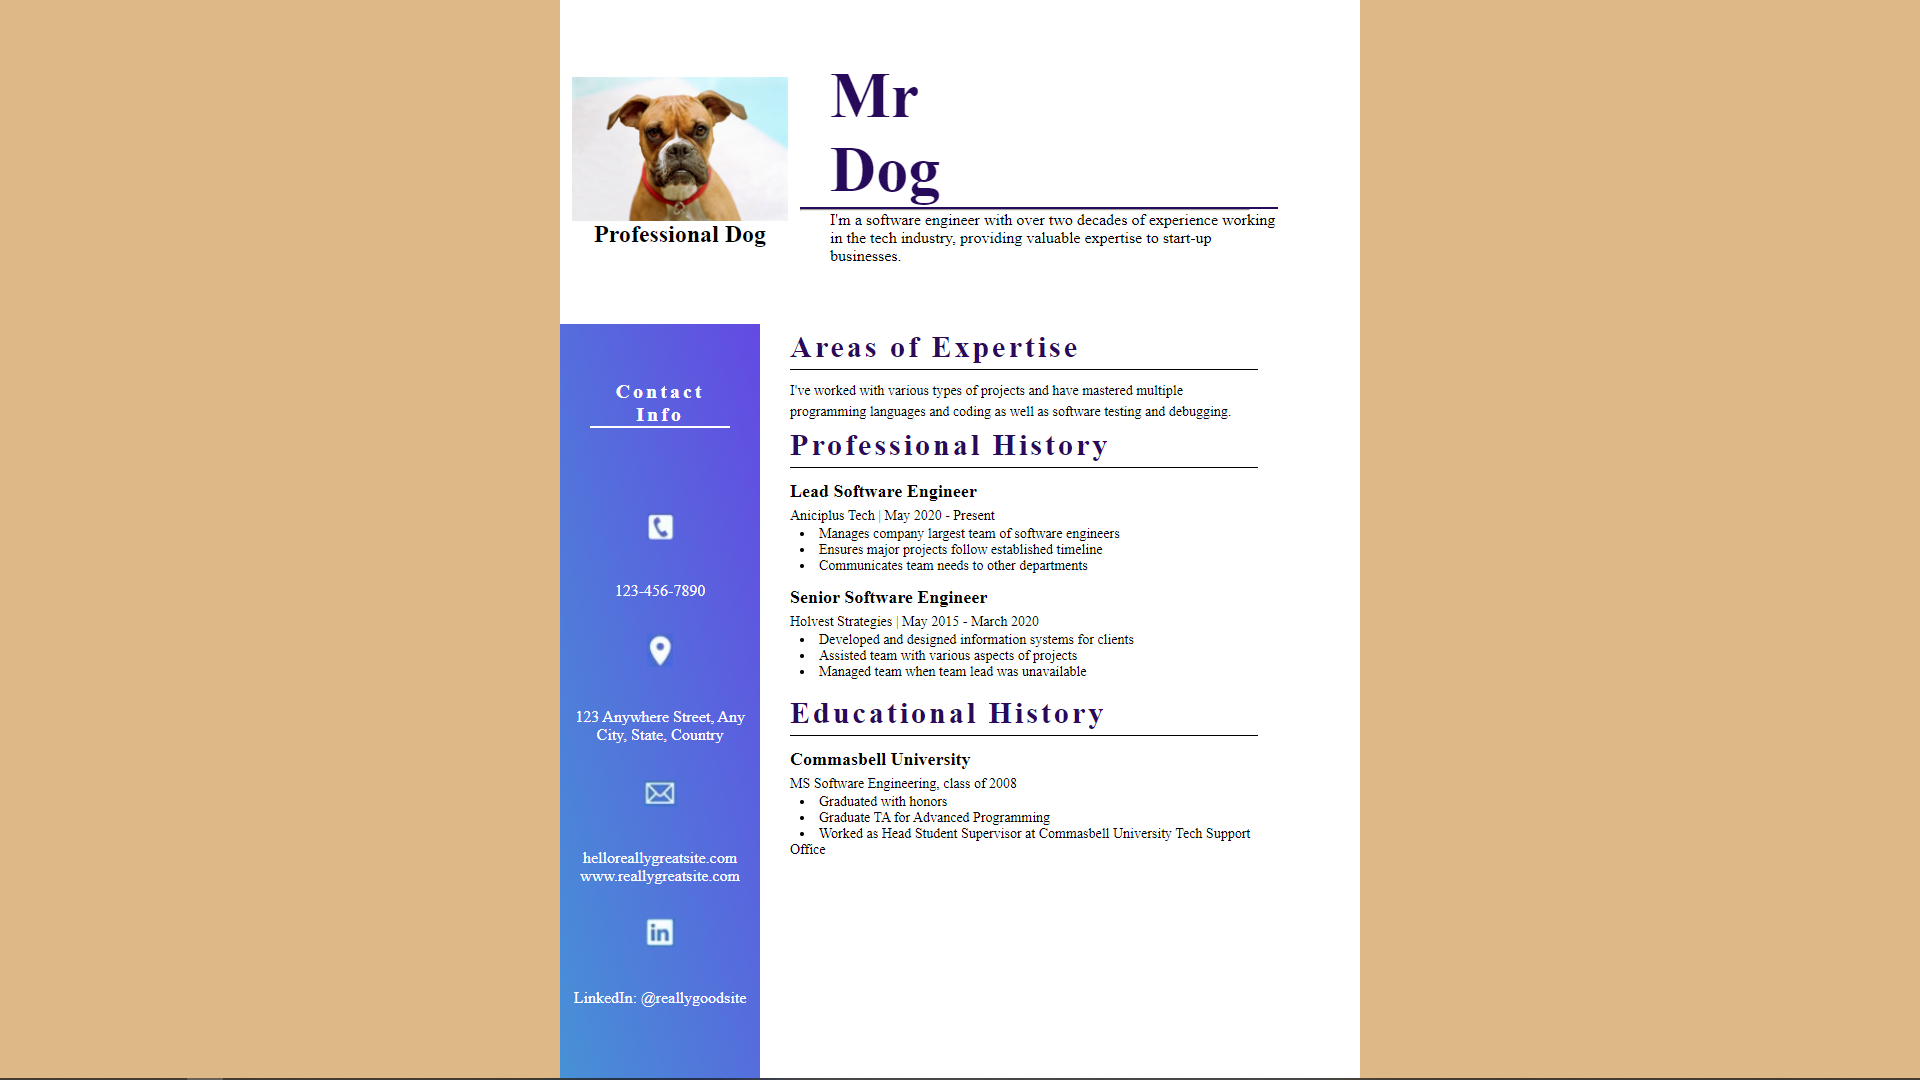 Mr
Dog
Professional Dog
I'm a software engineer with over two decades of experience working
in the tech industry, providing valuable expertise to start-up
businesses.
Contact
Info
123-456-7890
123 Anywhere Street, Any
City, State, Country
helloreallygreatsite.com
www.reallygreatsite.com
in
LinkedIn: @reallygoodsite
Areas of Expertise
I've worked with various types of projects and have mastered multiple
programming languages and coding as well as software testing and debugging.
Professional History
Lead Software Engineer
Aniciplus Tech | May 2020 - Present
• Manages company largest team of software engineers
• Ensures major projects follow established timeline
• Communicates team needs to other departments
Senior Software Engineer
Holvest Strategies | May 2015 - March 2020
• Developed and designed information systems for clients
• Assisted team with various aspects of projects
• Managed team when team lead was unavailable
Educational History
Commasbell University
MS Software Engineering, class of 2008
• Graduated with honors
• Graduate TA for Advanced Programming
• Worked as Head Student Supervisor at Commasbell University Tech Support
Office